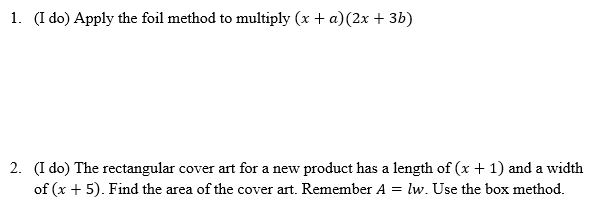 1. (I do) Apply the foil method to multiply (x + a)(2x + 3b)
2. (I do) The rectangular cover art for a new product has a length of (x + 1) and a width
of (x + 5). Find the area of the cover art. Remember A = lw. Use the box method.